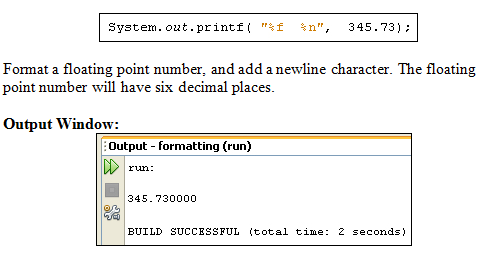 System.out.printf( "%f  %n",  345.73);
Format a floating point number, and add a newline character. The floating
point number will have six decimal places.
Output Window:
Output - formatting (run)
run:
345.730000
BUILD SUCCESSFUL (total time: 2 seconds)